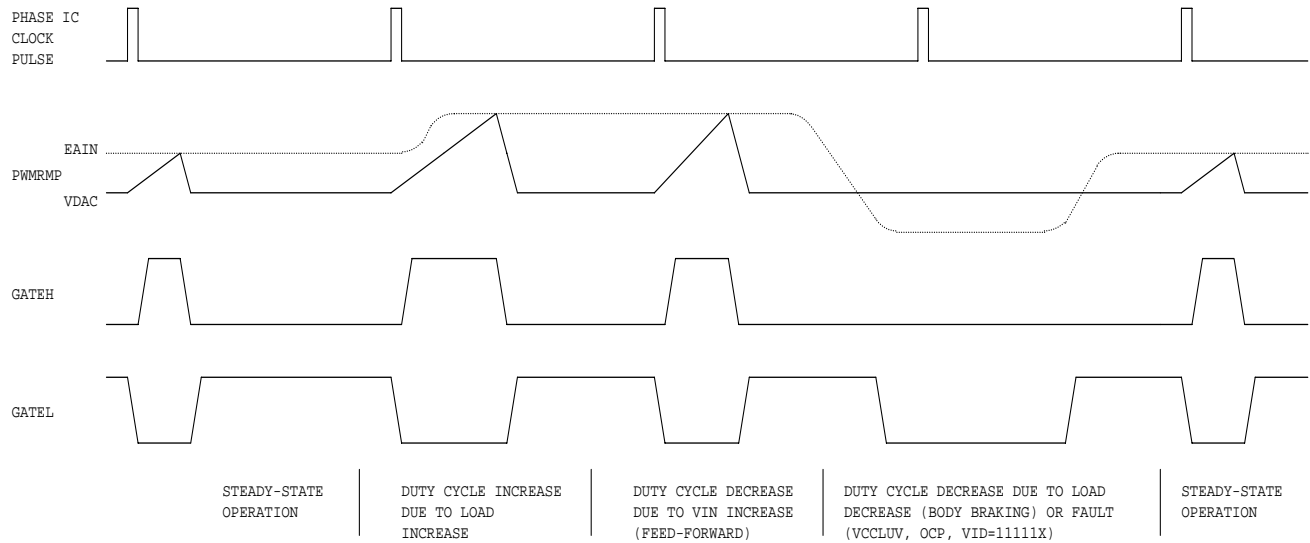 PHASE IC
CLOCK
PULSE
EAIN
PWMRMP
VDAC
GATEH
GATEL
STEADY-STATE
OPERATION
DUTY CYCLE INCREASE
DUE TO LOAD
INCREASE
DUTY CYCLE DECREASE
DUE TO VIN INCREASE
(FEED-FORWARD)
DUTY CYCLE DECREASE DUE TO LOAD
DECREASE (BODY BRAKING) OR FAULT
(VCCLUV, OCP, VID=11111X)
STEADY-STATE
OPERATION